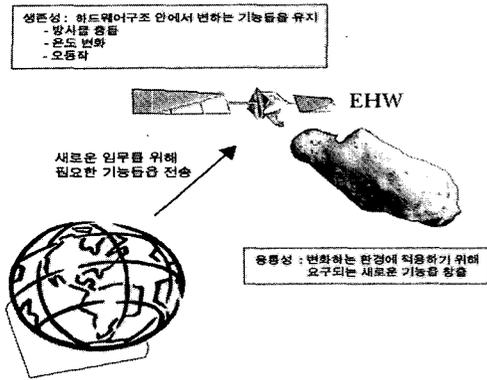 생존성 : 하드웨어구조 안에서 변하는 기능들을 유지
- 방사물 충돌
- 온도 변화
- 오동작
EHW
새로운 임무를 위해
필요한 기능들을 전송
융통성 : 변화하는 환경에 적응하기 위해
요구되는 새로운 기능을 창출